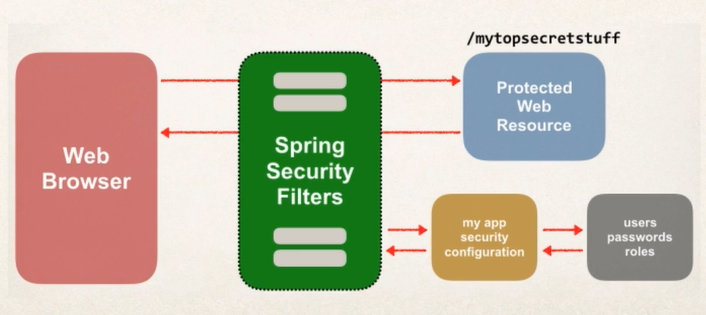 /mytopsecretstuff
Web
Browser
Spring
Security
Filters
Protected
Web
Resource
my app
security
configuration
users
passwords
roles